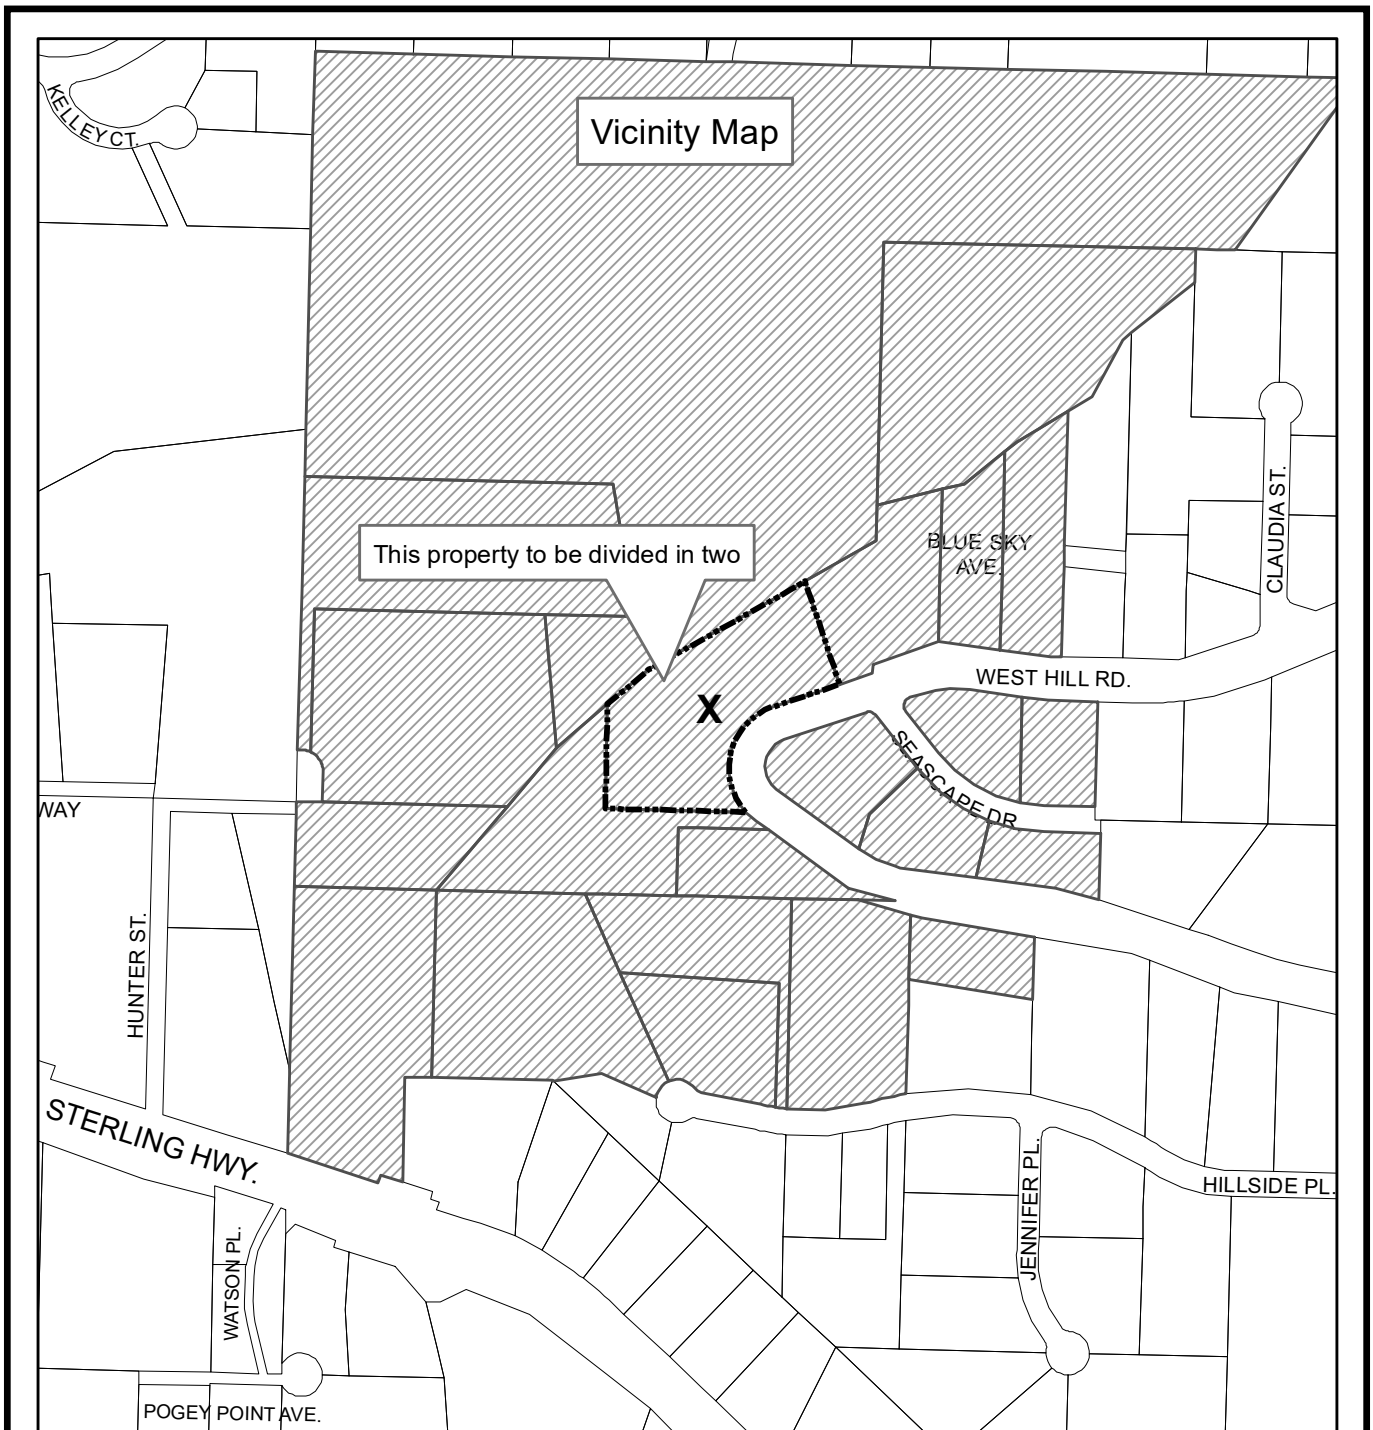 KELLEY CT.
Vicinity Map
This property to be divided in two
BLUE SKY
AVE.
CLAUDIA ST.
WEST HILL RD.
X
SEASCAPE DR
WAY
HUNTER ST.
STERLING HWY.
JENNIFER PL.
HILLSIDE PL.
WATSON PL.
POGEY POINT AVE.